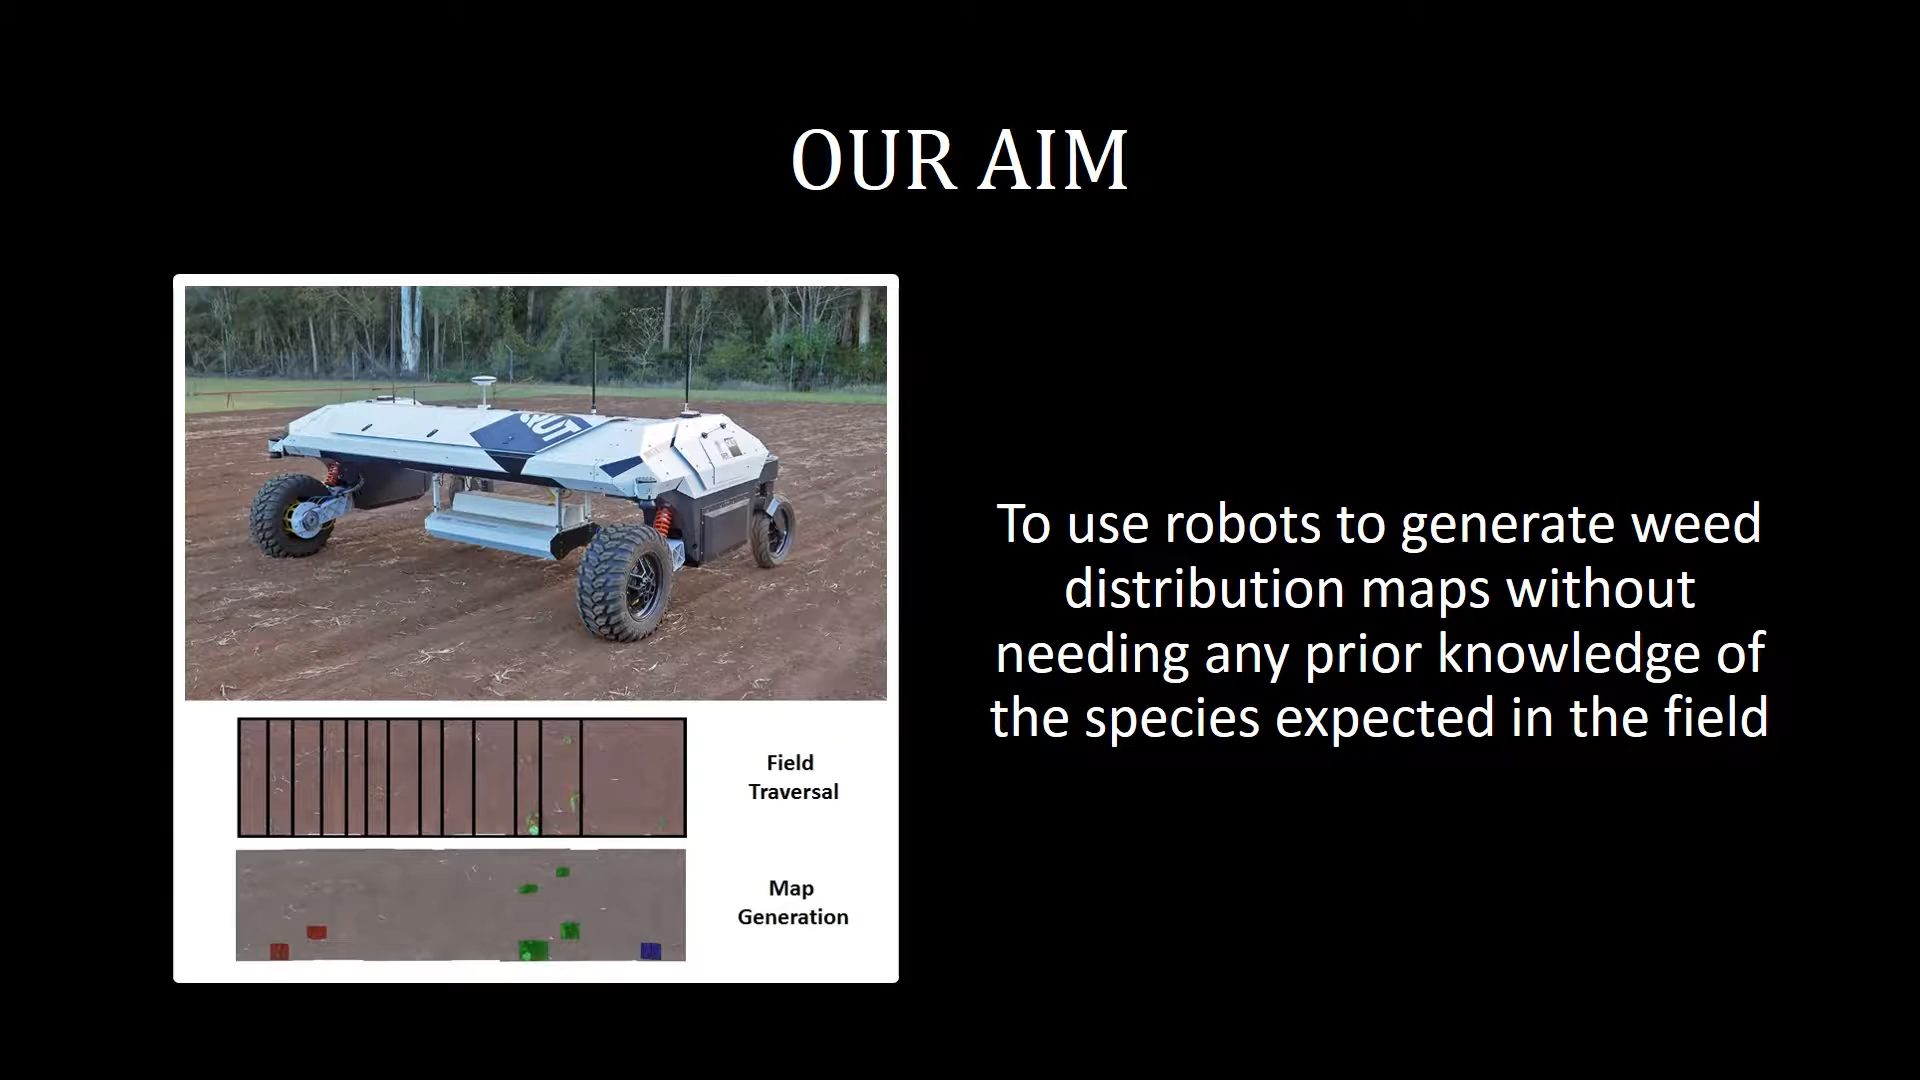 OUR AIM
QUT
To use robots to generate weed
distribution maps without
needing any prior knowledge of
the species expected in the field
Field
Traversal
Map
Generation